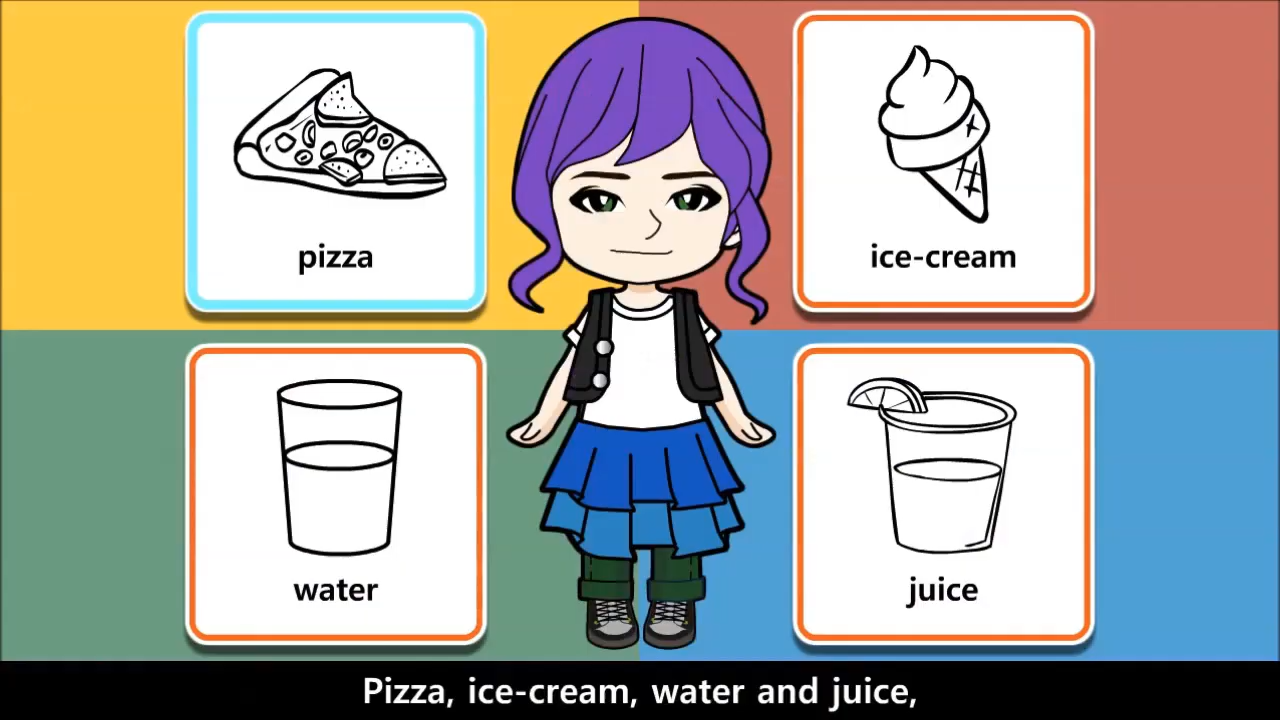 pizza
ice-cream
water
juice
Pizza, ice-cream, water and juice,